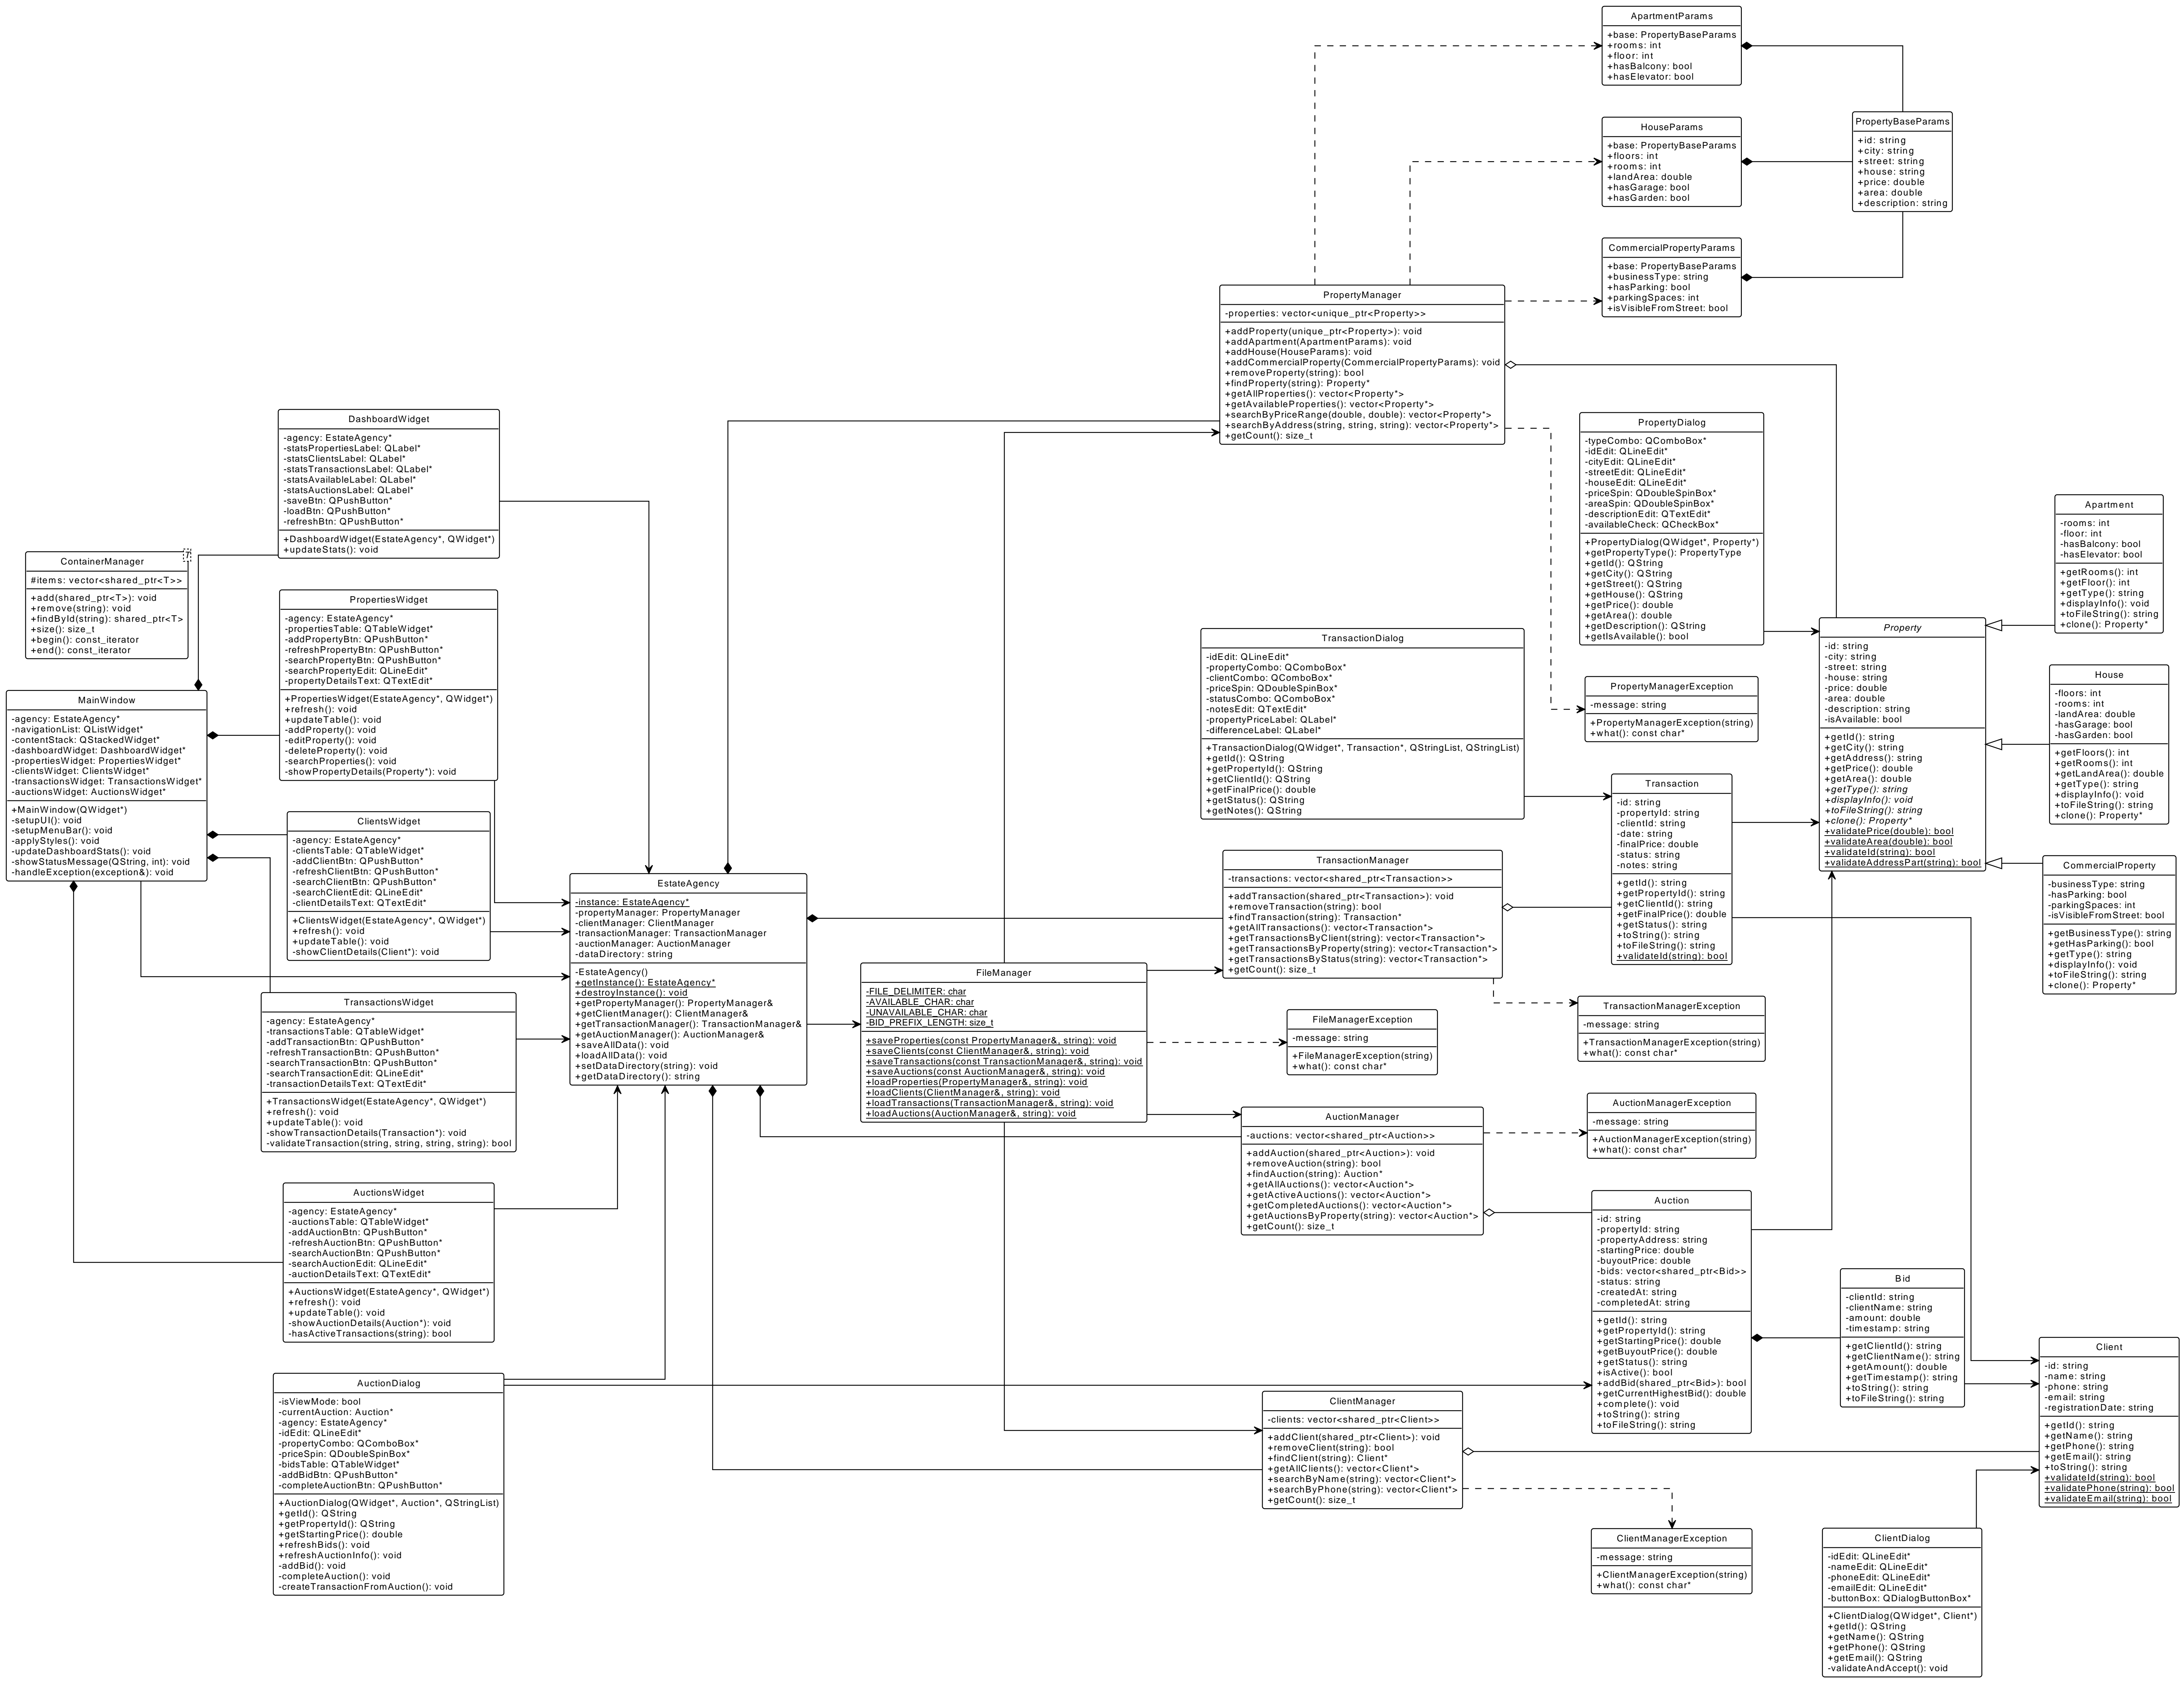 ApartmentParams
+base: PropertyBaseParams
+rooms: int
+floor: int
+hasBalcony: bool
+hasElevator: bool
HouseParams
+base: PropertyBaseParams
+floors: int
+rooms: int
+landArea: double
+hasGarage: bool
+hasGarden: bool
PropertyBaseParams
+id: string
+city: string
+street: string
+house: string
+price: double
+area: double
+description: string
CommercialPropertyParams
+base: PropertyBaseParams
+businessType: string
+hasParking: bool
+parkingSpaces: int
+isVisibleFromStreet: bool
PropertyManager
-properties: vector<unique_ptr<Property>>
+addProperty(unique_ptr<Property>): void
+addApartment(ApartmentParams): void
+addHouse(HouseParams): void
+addCommercialProperty(CommercialPropertyParams): void
+removeProperty(string): bool
+findProperty(string): Property*
+getAllProperties(): vector<Property*>
+getAvailableProperties(): vector<Property*>
+searchByPriceRange(double, double): vector<Property*>
+searchByAddress(string, string, string): vector<Property*>
+getCount(): size_t
DashboardWidget
-agency: EstateAgency*
-statsPropertiesLabel: QLabel*
-statsClientsLabel: QLabel*
-statsTransactionsLabel: QLabel*
-statsAvailableLabel: QLabel*
-statsAuctionsLabel: QLabel*
-saveBtn: QPushButton*
-loadBtn: QPushButton*
-refreshBtn: QPushButton*
+DashboardWidget(EstateAgency*, QWidget*)
+updateStats(): void
PropertyDialog
-typeCombo: QComboBox*
-idEdit: QLineEdit*
-cityEdit: QLineEdit*
-streetEdit: QLineEdit*
-houseEdit: QLineEdit*
-priceSpin: QDoubleSpinBox*
-areaSpin: QDoubleSpinBox*
-descriptionEdit: QTextEdit*
-availableCheck: QCheckBox*
+PropertyDialog(QWidget*, Property*)
+getPropertyType(): PropertyType
+getId(): QString
+getCity(): QString
+getStreet(): QString
+getHouse(): QString
+getPrice(): double
+getArea(): double
+getDescription(): QString
+getIsAvailable(): bool
Apartment
-rooms: int
-floor: int
-hasBalcony: bool
-hasElevator: bool
+getRooms(): int
+getFloor(): int
+getType(): string
+displayInfo(): void
+toFileString(): string
+clone(): Property*
ContainerManager
T
#items: vector<shared_ptr<T>>
+add(shared_ptr<T>): void
+remove(string): void
+findById(string): shared_ptr<T>
+size(): size_t
+begin(): const_iterator
+end(): const_iterator
PropertiesWidget
-agency: EstateAgency*
-propertiesTable: QTableWidget*
-addPropertyBtn: QPushButton*
-refreshPropertyBtn: QPushButton*
-searchPropertyBtn: QPushButton*
-searchPropertyEdit: QLineEdit*
-propertyDetailsText: QTextEdit*
+PropertiesWidget(EstateAgency*, QWidget*)
+refresh(): void
+updateTable(): void
-addProperty(): void
-editProperty(): void
-deleteProperty(): void
-searchProperties(): void
-showPropertyDetails(Property*): void
TransactionDialog
-idEdit: QLineEdit*
-propertyCombo: QComboBox*
-clientCombo: QComboBox*
-priceSpin: QDoubleSpinBox*
-statusCombo: QComboBox*
-notesEdit: QTextEdit*
-propertyPriceLabel: QLabel*
-differenceLabel: QLabel*
+TransactionDialog(QWidget*, Transaction*, QStringList, QStringList)
+getId(): QString
+getPropertyId(): QString
+getClientId(): QString
+getFinalPrice(): double
+getStatus(): QString
+getNotes(): QString
Property
-id: string
-city: string
-street: string
-house: string
-price: double
-area: double
-description: string
-isAvailable: bool
+getId(): string
+getCity(): string
+getAddress(): string
+getPrice(): double
+getArea(): double
+getType(): string
+displayInfo(): void
+toFileString(): string
+clone(): Property*
+validatePrice(double): bool
+validateArea(double): bool
+validateId(string): bool
+validateAddressPart(string): bool
House
-floors: int
-rooms: int
-landArea: double
-hasGarage: bool
-hasGarden: bool
+getFloors(): int
+getRooms(): int
+getLandArea(): double
+getType(): string
+displayInfo(): void
+toFileString(): string
+clone(): Property*
PropertyManagerException
-message: string
+PropertyManagerException(string)
+what(): const char*
MainWindow
-agency: EstateAgency*
-navigationList: QListWidget*
-contentStack: QStackedWidget*
-dashboardWidget: DashboardWidget*
-propertiesWidget: PropertiesWidget*
-clientsWidget: ClientsWidget*
-transactionsWidget: TransactionsWidget*
-auctionsWidget: AuctionsWidget*
+MainWindow(QWidget*)
-setupUI(): void
-setupMenuBar(): void
-applyStyles(): void
-updateDashboardStats(): void
-showStatusMessage(QString, int): void
-handleException(exception&): void
Transaction
-id: string
-propertyId: string
-clientId: string
-date: string
-finalPrice: double
-status: string
-notes: string
+getId(): string
+getPropertyId(): string
+getClientId(): string
+getFinalPrice(): double
+getStatus(): string
+toString(): string
+toFileString(): string
+validateId(string): bool
ClientsWidget
-agency: EstateAgency*
-clientsTable: QTableWidget*
-addClientBtn: QPushButton*
-refreshClientBtn: QPushButton*
-searchClientBtn: QPushButton*
-searchClientEdit: QLineEdit*
-clientDetailsText: QTextEdit*
+ClientsWidget(EstateAgency*, QWidget*)
+refresh(): void
+updateTable(): void
-showClientDetails(Client*): void
TransactionManager
-transactions: vector<shared_ptr<Transaction>>
+addTransaction(shared_ptr<Transaction>): void
+removeTransaction(string): bool
+findTransaction(string): Transaction*
+getAllTransactions(): vector<Transaction*>
+getTransactionsByClient(string): vector<Transaction*>
+getTransactionsByProperty(string): vector<Transaction*>
+getTransactionsByStatus(string): vector<Transaction*>
+getCount(): size_t
CommercialProperty
-businessType: string
-hasParking: bool
-parkingSpaces: int
-isVisibleFromStreet: bool
+getBusinessType(): string
+getHasParking(): bool
+getType(): string
+displayInfo(): void
+toFileString(): string
+clone(): Property*
EstateAgency
-instance: EstateAgency*
-propertyManager: PropertyManager
-clientManager: ClientManager
-transactionManager: TransactionManager
-auctionManager: AuctionManager
-dataDirectory: string
-EstateAgency()
+getInstance(): EstateAgency*
+destroyInstance(): void
+getPropertyManager(): PropertyManager&
+getClientManager(): ClientManager&
+getTransactionManager(): TransactionManager&
+getAuctionManager(): AuctionManager&
+saveAllData(): void
+loadAllData(): void
+setDataDirectory(string): void
+getDataDirectory(): string
FileManager
-FILE_DELIMITER: char
-AVAILABLE_CHAR: char
-UNAVAILABLE_CHAR: char
-BID_PREFIX_LENGTH: size_t
+saveProperties(const PropertyManager&, string): void
+saveClients(const ClientManager&, string): void
+saveTransactions(const TransactionManager&, string): void
+saveAuctions(const AuctionManager&, string): void
+loadProperties(PropertyManager&, string): void
+loadClients(ClientManager&, string): void
+loadTransactions(TransactionManager&, string): void
+loadAuctions(AuctionManager&, string): void
TransactionsWidget
-agency: EstateAgency*
-transactionsTable: QTableWidget*
-addTransactionBtn: QPushButton*
-refreshTransactionBtn: QPushButton*
-searchTransactionBtn: QPushButton*
-searchTransactionEdit: QLineEdit*
-transactionDetailsText: QTextEdit*
+TransactionsWidget(EstateAgency*, QWidget*)
+refresh(): void
+updateTable(): void
-showTransactionDetails(Transaction*): void
-validateTransaction(string, string, string, string): bool
FileManagerException
-message: string
+FileManagerException(string)
+what(): const char*
TransactionManagerException
-message: string
+TransactionManagerException(string)
+what(): const char*
AuctionManagerException
-message: string
+AuctionManagerException(string)
+what(): const char*
AuctionManager
-auctions: vector<shared_ptr<Auction>>
+addAuction(shared_ptr<Auction>): void
+removeAuction(string): bool
+findAuction(string): Auction*
+getAllAuctions(): vector<Auction*>
+getActiveAuctions(): vector<Auction*>
+getCompletedAuctions(): vector<Auction*>
+getAuctionsByProperty(string): vector<Auction*>
+getCount(): size_t
AuctionsWidget
-agency: EstateAgency*
-auctionsTable: QTableWidget*
-addAuctionBtn: QPushButton*
-refreshAuctionBtn: QPushButton*
-searchAuctionBtn: QPushButton*
-searchAuctionEdit: QLineEdit*
-auctionDetailsText: QTextEdit*
+AuctionsWidget(EstateAgency*, QWidget*)
+refresh(): void
+updateTable(): void
-showAuctionDetails(Auction*): void
-hasActiveTransactions(string): bool
Auction
-id: string
-propertyId: string
-propertyAddress: string
-startingPrice: double
-buyoutPrice: double
-bids: vector<shared_ptr<Bid>>
-status: string
-createdAt: string
-completedAt: string
+getId(): string
+getPropertyId(): string
+getStartingPrice(): double
+getBuyoutPrice(): double
+getStatus(): string
+isActive(): bool
+addBid(shared_ptr<Bid>): bool
+getCurrentHighestBid(): double
+complete(): void
+toString(): string
+toFileString(): string
Bid
-clientId: string
-clientName: string
-amount: double
-timestamp: string
+getClientId(): string
+getClientName(): string
+getAmount(): double
+getTimestamp(): string
+toString(): string
+toFileString(): string
Client
-id: string
-name: string
-phone: string
-email: string
-registrationDate: string
+getId(): string
+getName(): string
+getPhone(): string
+getEmail(): string
+toString(): string
+validateId(string): bool
+validatePhone(string): bool
+validateEmail(string): bool
AuctionDialog
-isViewMode: bool
-currentAuction: Auction*
-agency: EstateAgency*
-idEdit: QLineEdit*
-propertyCombo: QComboBox*
-priceSpin: QDoubleSpinBox*
-bidsTable: QTableWidget*
-addBidBtn: QPushButton*
-completeAuctionBtn: QPushButton*
+AuctionDialog(QWidget*, Auction*, QStringList)
+getId(): QString
+getPropertyId(): QString
+getStartingPrice(): double
+refreshBids(): void
+refreshAuctionInfo(): void
-addBid(): void
-completeAuction(): void
-createTransactionFromAuction(): void
ClientManager
-clients: vector<shared_ptr<Client>>
+addClient(shared_ptr<Client>): void
+removeClient(string): bool
+findClient(string): Client*
+getAllClients(): vector<Client*>
+searchByName(string): vector<Client*>
+searchByPhone(string): vector<Client*>
+getCount(): size_t
ClientManagerException
-message: string
+ClientManagerException(string)
+what(): const char*
ClientDialog
-idEdit: QLineEdit*
-nameEdit: QLineEdit*
-phoneEdit: QLineEdit*
-emailEdit: QLineEdit*
-buttonBox: QDialogButtonBox*
+ClientDialog(QWidget*, Client*)
+getId(): QString
+getName(): QString
+getPhone(): QString
+getEmail(): QString
-validateAndAccept(): void